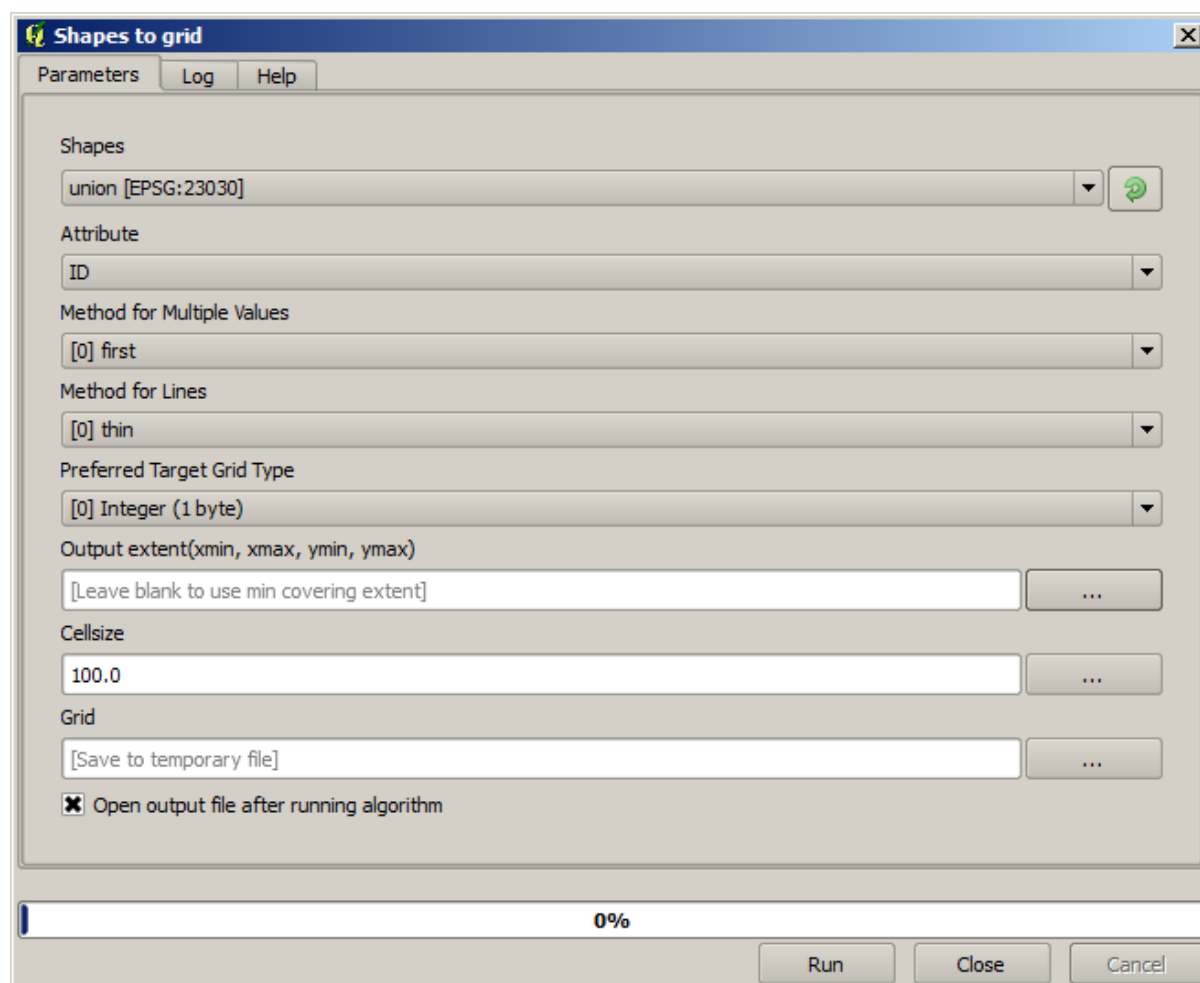 Shapes to grid
Parameters Log Help
Shapes
union [EPSG:23030]
Attribute
ID
Method for Multiple Values
[0] first
Method for Lines
[0] thin
Preferred Target Grid Type
[0] Integer (1 byte)
Output extent(xmin, xmax, ymin, ymax)
[Leave blank to use min covering extent] ...
Cellsize
100.0 ...
Grid
[Save to temporary file] ...
Open output file after running algorithm
0%
Run Close Cancel